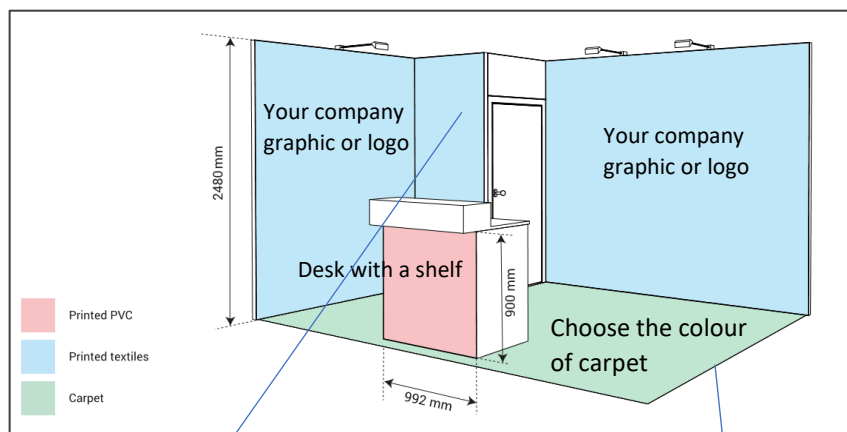 Your company
graphic or logo
Your company
graphic or logo
2480 mm
Desk with a shelf
900 mm
Choose the colour
of carpet
992 mm
Printed PVC
Printed textiles
Carpet